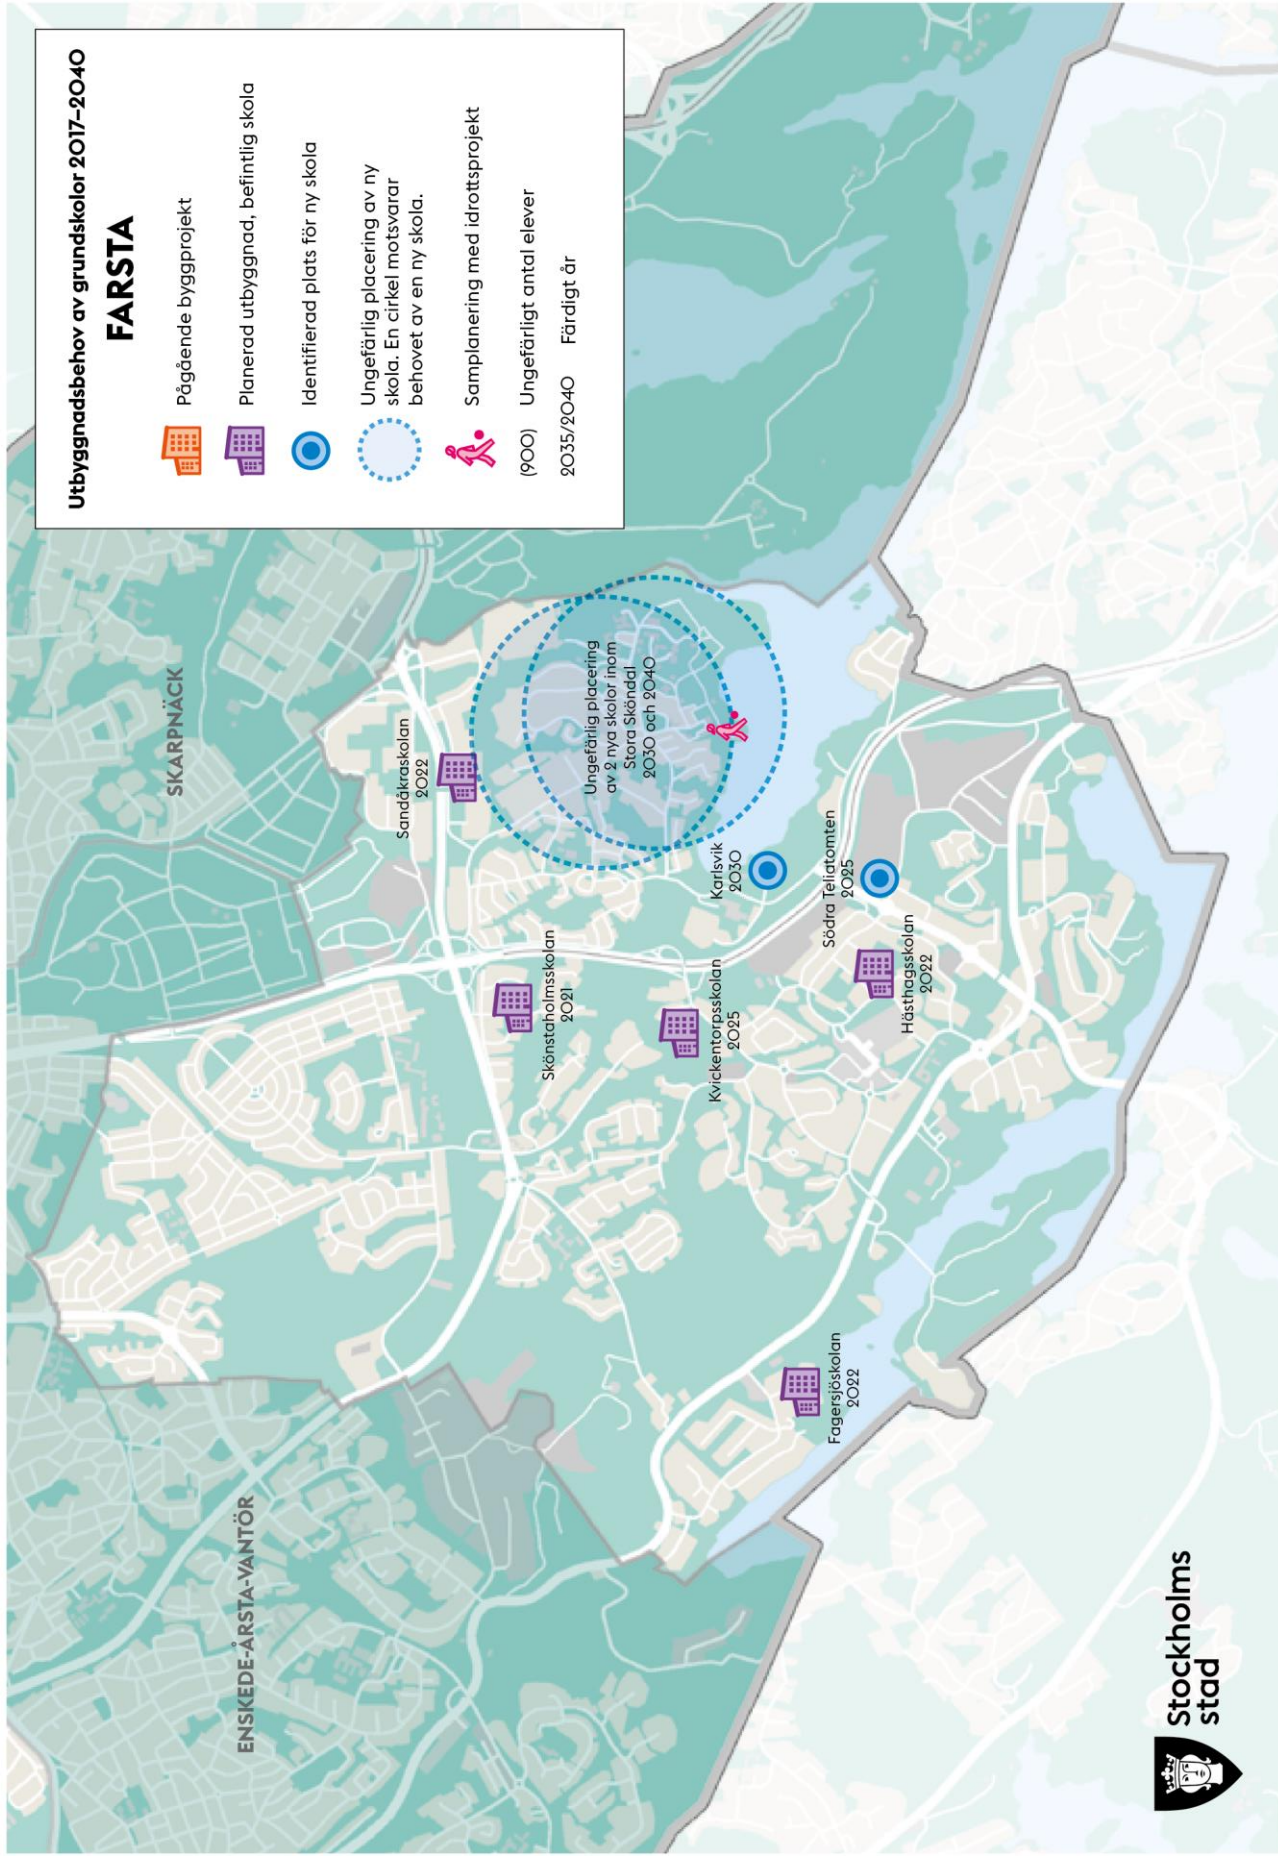 Utbyggnadsbehov av grundskolor 2017–2040
FARSTA
Pågående byggprojekt
Planerad utbyggnad, befintlig skola
Identifierad plats för ny skola
Ungefärlig placering av ny
skola. En cirkel motsvarar
behovet av en ny skola.
Samplanering med idrottsprojekt
(900) Ungefärligt antal elever
2035/2040 Färdigt år
SKARPNÄCK
ENSKEDE-ÅRSTA-VANTÖR
Sandåkraskolan
2022
Skönstaholmsskolan
2021
Ungefärlig placering
av 2 nya skolor inom
Stora Sköndal
2030 och 2040
Kvickentorpsskolan
2025
Karlsvik
2030
Södra Teliatomten
2025
Hästhagsskolan
2022
Fagersjöskolan
2022
Stockholms
stad